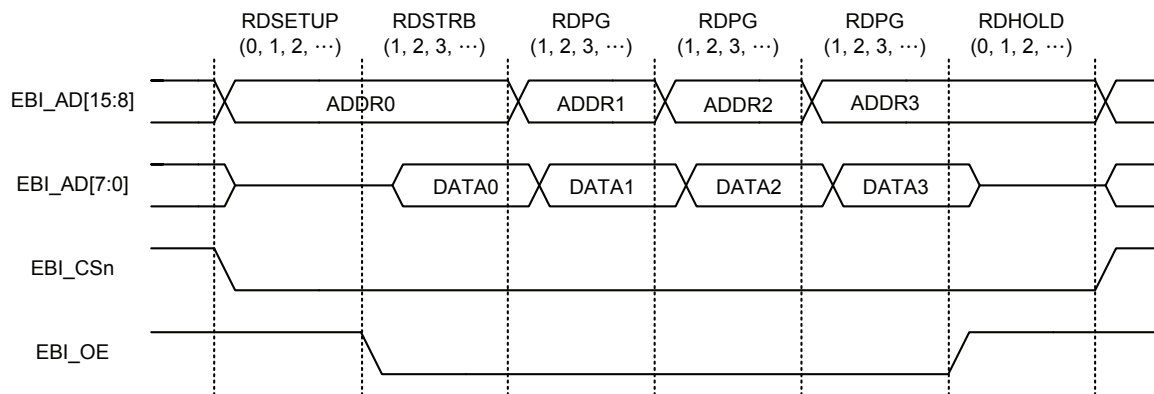 RDSETUP RDSTRB RDPG RDPG RDPG RDHOLD
(0, 1, 2, ⋯) (1, 2, 3, ⋯) (1, 2, 3, ⋯) (1, 2, 3, ⋯) (1, 2, 3, ⋯) (0, 1, 2, ⋯)
EBI_AD[15:8] ADDR0 ADDR1 ADDR2 ADDR3
EBI_AD[7:0] DATA0 DATA1 DATA2 DATA3
EBI_CSn
EBI_OE